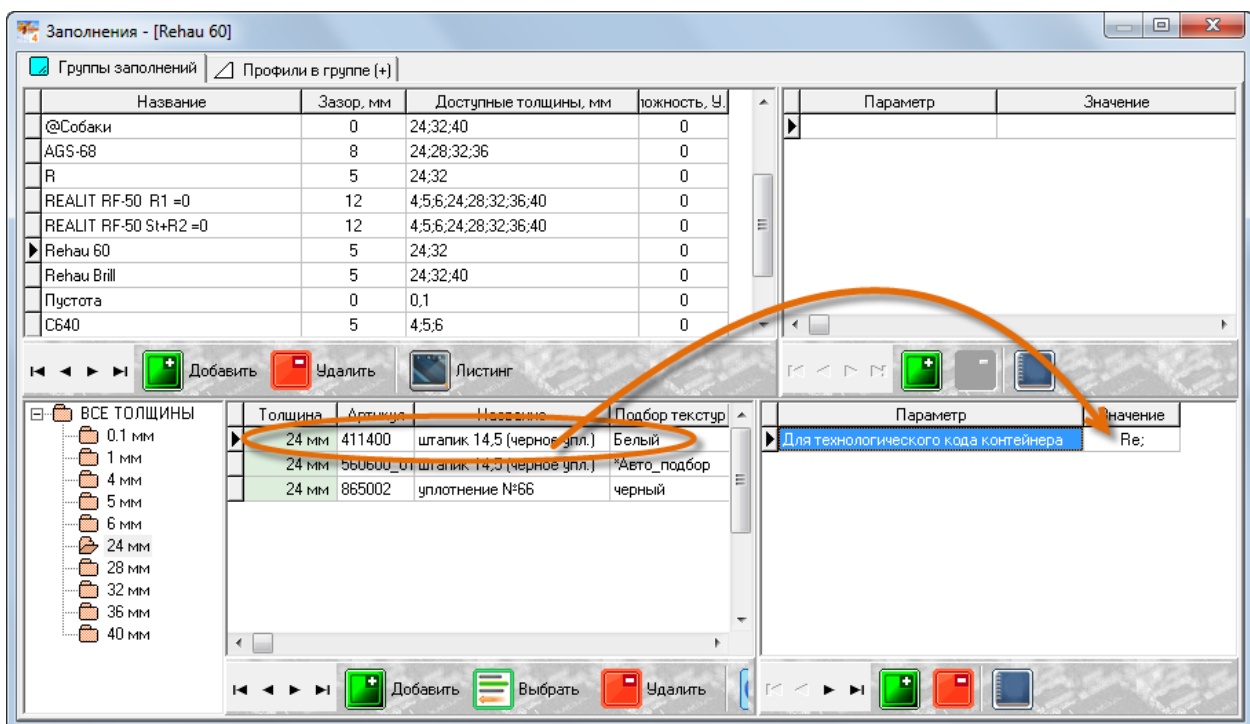 Заполнения - [Rehau 60]
Группы заполнений Профили в группе (+)
Название Зазор, мм Доступные толщины, мм южность, У. Параметр Значение
@Собаки 0 24;32;40 0
AGS-68 8 24;28;32;36 0
R 5 24;32 0
REALIT RF-50 R1 =0 12 4;5;6;24;28;32;36;40 0
REALIT RF-50 St+R2 =0 12 4;5;6;24;28;32;36;40 0
Rehau 60 5 24;32 0
Rehau Brill 5 24;32;40 0
Пустота 0 0,1 0
C640 5 4;5;6 0
Добавить Удалить Листинг
ВСЕ ТОЛЩИНЫ
0.1 мм
1 мм
4 мм
5 мм
6 мм
24 мм
28 мм
32 мм
36 мм
40 мм
Толщина Артикул Название Подбор текстур
24 мм 411400 штапик 14,5 (черное упл.) Белый
24 мм 560600_01 штапик 14,5 (черное упл.) *Авто_подбор
24 мм 865002 уплотнение №66 черный
Добавить Выбрать Удалить
Параметр Значение
Для технологического кода контейнера Re;